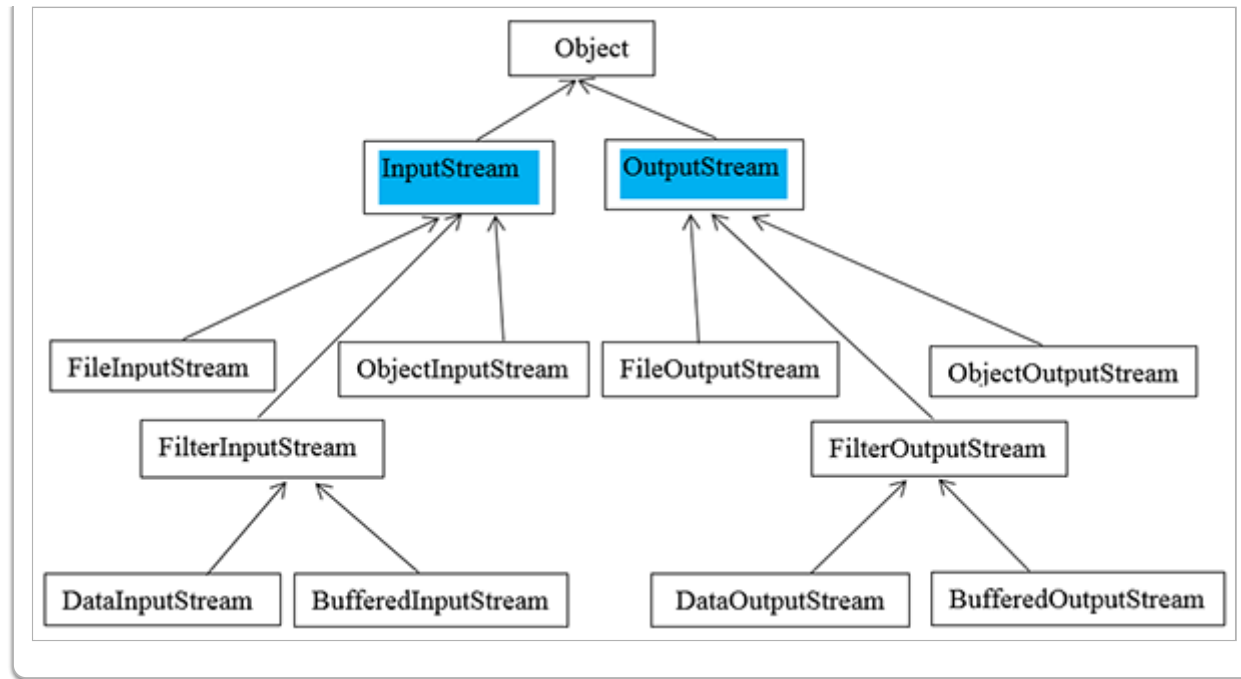 Object
InputStream
OutputStream
FileInputStream
ObjectInputStream
FileOutputStream
ObjectOutputStream
FilterInputStream
FilterOutputStream
DataInputStream
BufferedInputStream
DataOutputStream
BufferedOutputStream